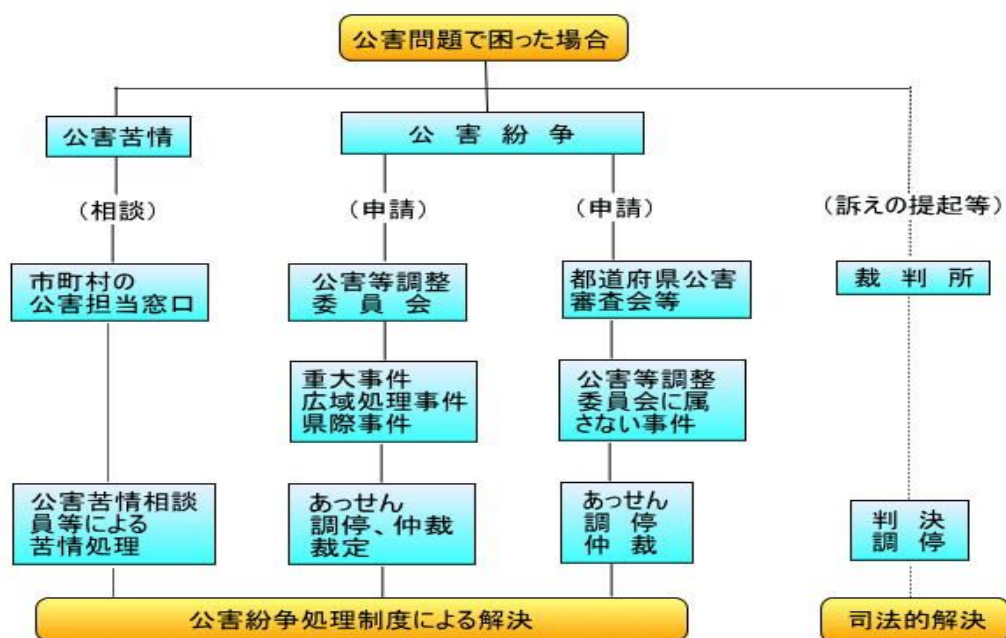 公害問題で困った場合
公害苦情
公害紛争
（相談）
（申請）
（申請）
（訴えの提起等）
市町村の
公害担当窓口
公害等調整
委員会
都道府県公害
審査会等
裁判所
重大事件
広域処理事件
県際事件
公害等調整
委員会に属
さない事件
公害苦情相談
員等による
苦情処理
あっせん
調停、仲裁
裁定
あっせん
調停
仲裁
判決
調停
公害紛争処理制度による解決
司法的解決